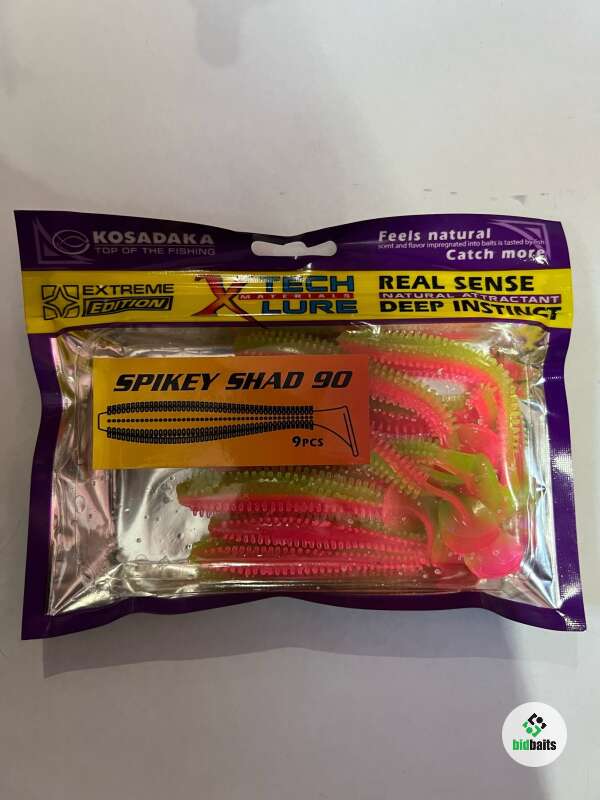 KOSADAKA
TOP OF THE FISHING
Feels natural
scent and flavor impregnated into baits is tasted by fish
Catch more
EXTREME
EDITION
X-TECH
MATERIALS
LURE
REAL SENSE
NATURAL ATTRACTANT
DEEP INSTINCT
SPIKEY SHAD 90
9PCS
bidbaits